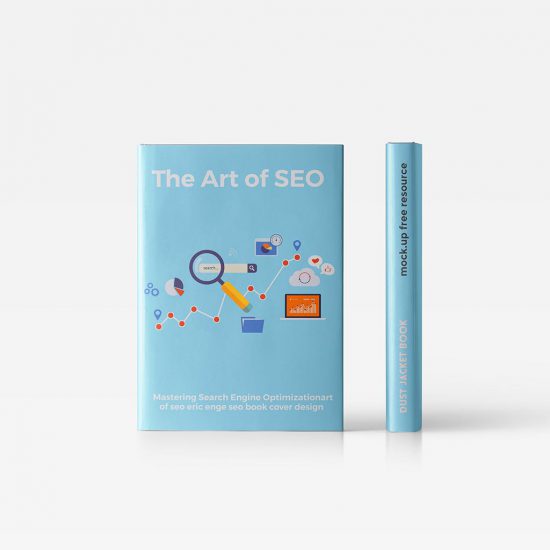 The Art of SEO
search...
Mastering Search Engine Optimizationart
of seo eric enge seo book cover design
DUST JACKET BOOK
mock.up free resource